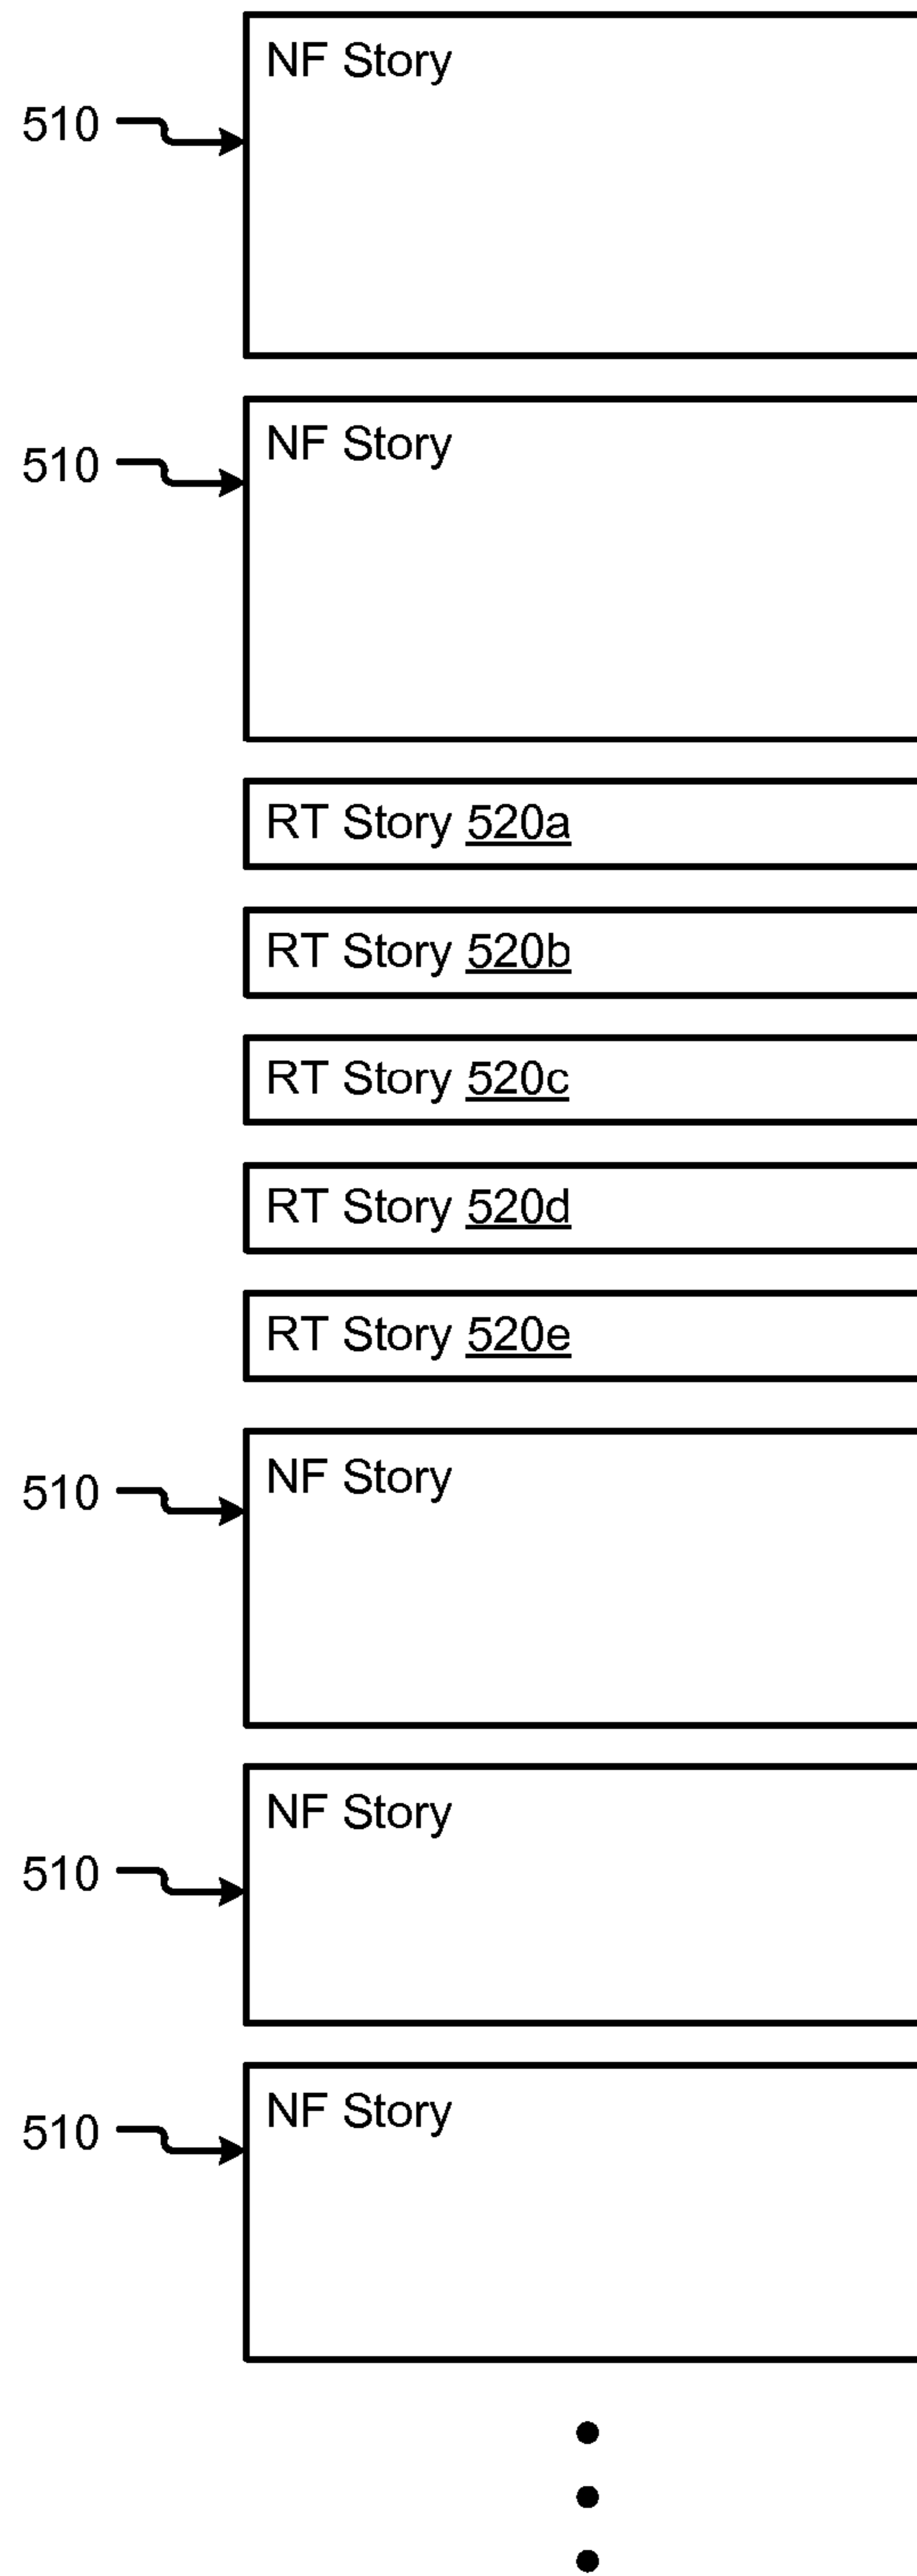 NF Story
510
NF Story
510
RT Story 520a
RT Story 520b
RT Story 520c
RT Story 520d
RT Story 520e
NF Story
510
NF Story
510
NF Story
510